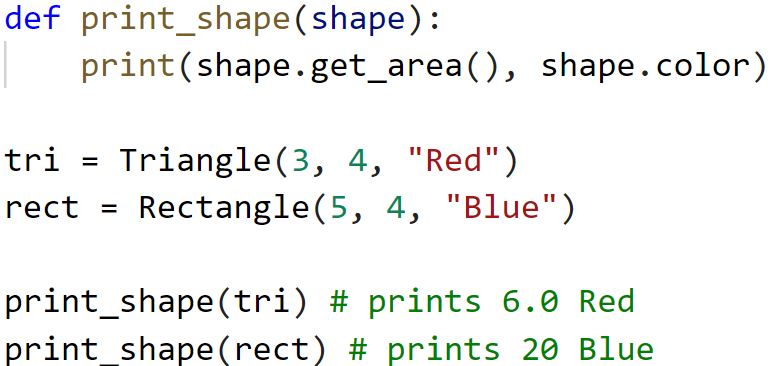 def print_shape(shape):
    print(shape.get_area(), shape.color)
tri = Triangle(3, 4, "Red")
rect = Rectangle(5, 4, "Blue")
print_shape(tri) # prints 6.0 Red
print_shape(rect) # prints 20 Blue